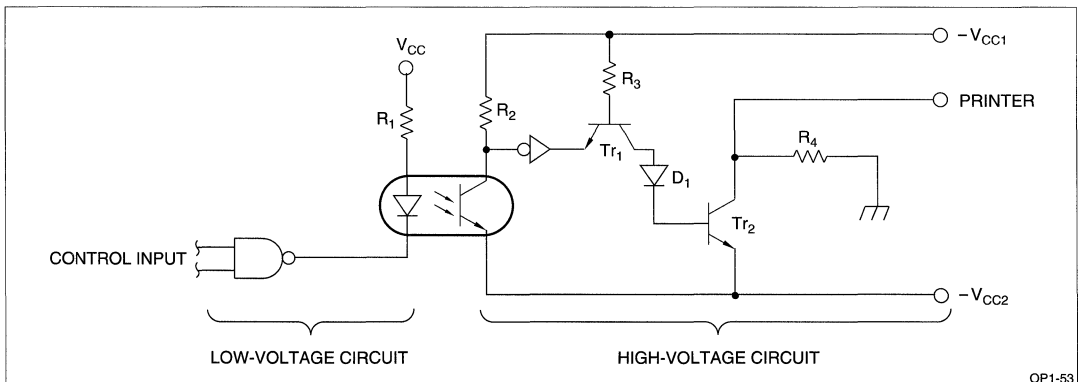 V_CC
R_1
R_2
R_3
Tr_1
D_1
Tr_2
R_4
−V_CC1
PRINTER
−V_CC2
CONTROL INPUT
LOW-VOLTAGE CIRCUIT
HIGH-VOLTAGE CIRCUIT
OP1-53